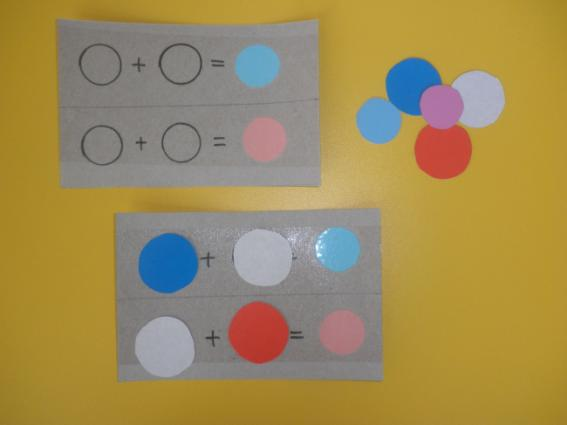 + =
+ =
+
+ =